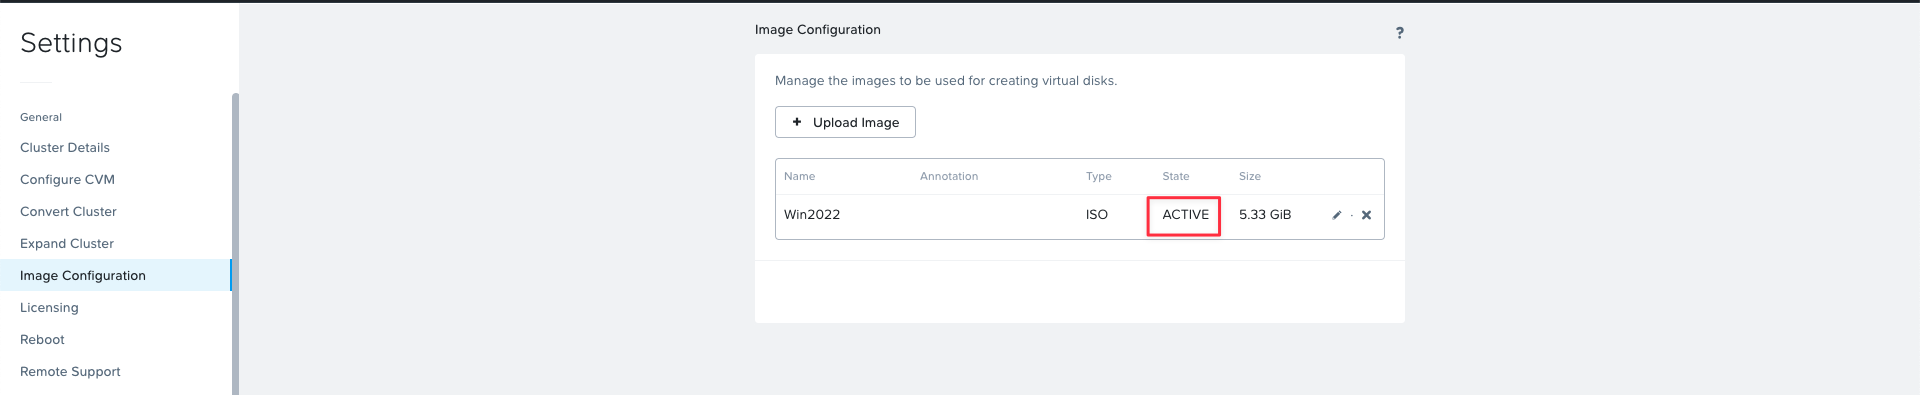 Settings
General
Cluster Details
Configure CVM
Convert Cluster
Expand Cluster
Image Configuration
Licensing
Reboot
Remote Support
Image Configuration
?
Manage the images to be used for creating virtual disks.
+ Upload Image
Name Annotation Type State Size
Win2022 ISO ACTIVE 5.33 GiB